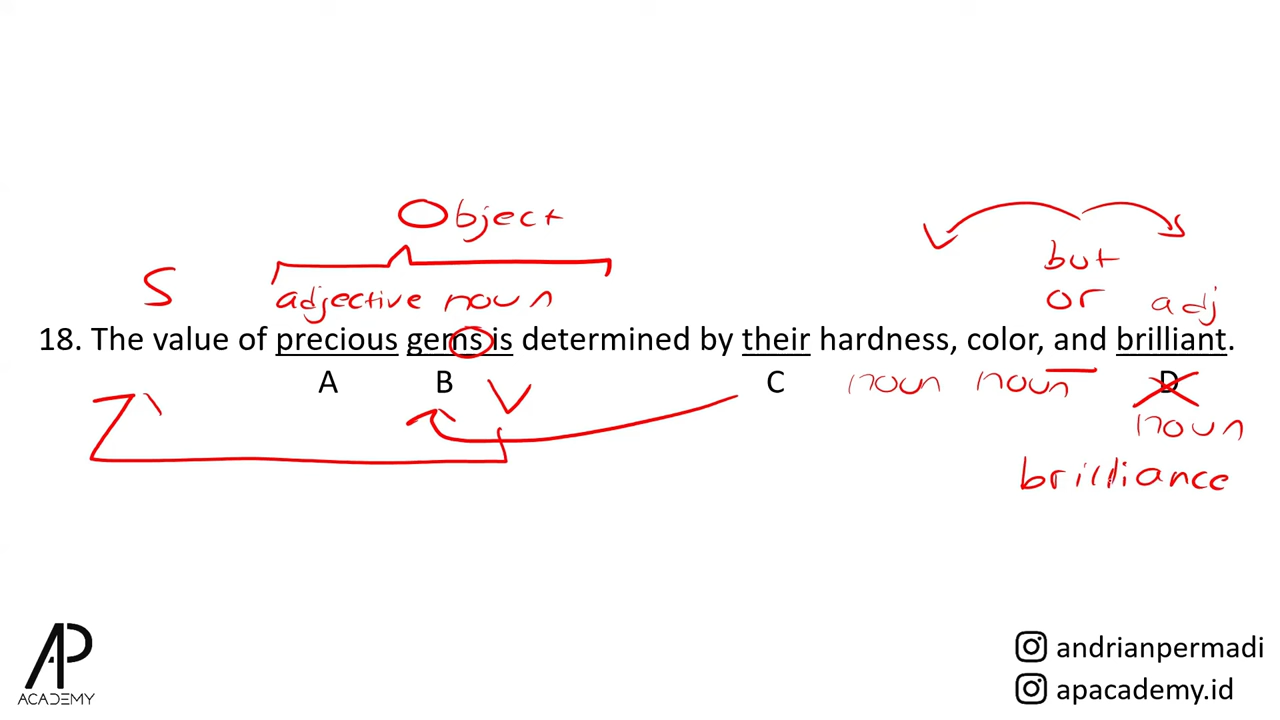 Object
but
S adjective noun or adj
18. The value of precious gems is determined by their hardness, color, and brilliant.
A B C noun noun D
V
noun
brilliance
AP
ACADEMY
andrianpermadi
apacademy.id